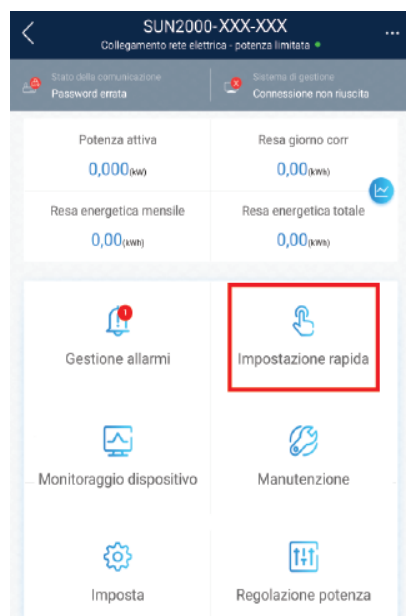 SUN2000-XXX-XXX
Collegamento rete elettrica - potenza limitata
Stato della comunicazione
Password errata
Sistema di gestione
Connessione non riuscita
Potenza attiva
Resa giorno corr
0,000(kW)
0,00(kWh)
Resa energetica mensile
Resa energetica totale
0,00(kWh)
0,00(kWh)
1
Gestione allarmi
Impostazione rapida
Monitoraggio dispositivo
Manutenzione
Imposta
Regolazione potenza